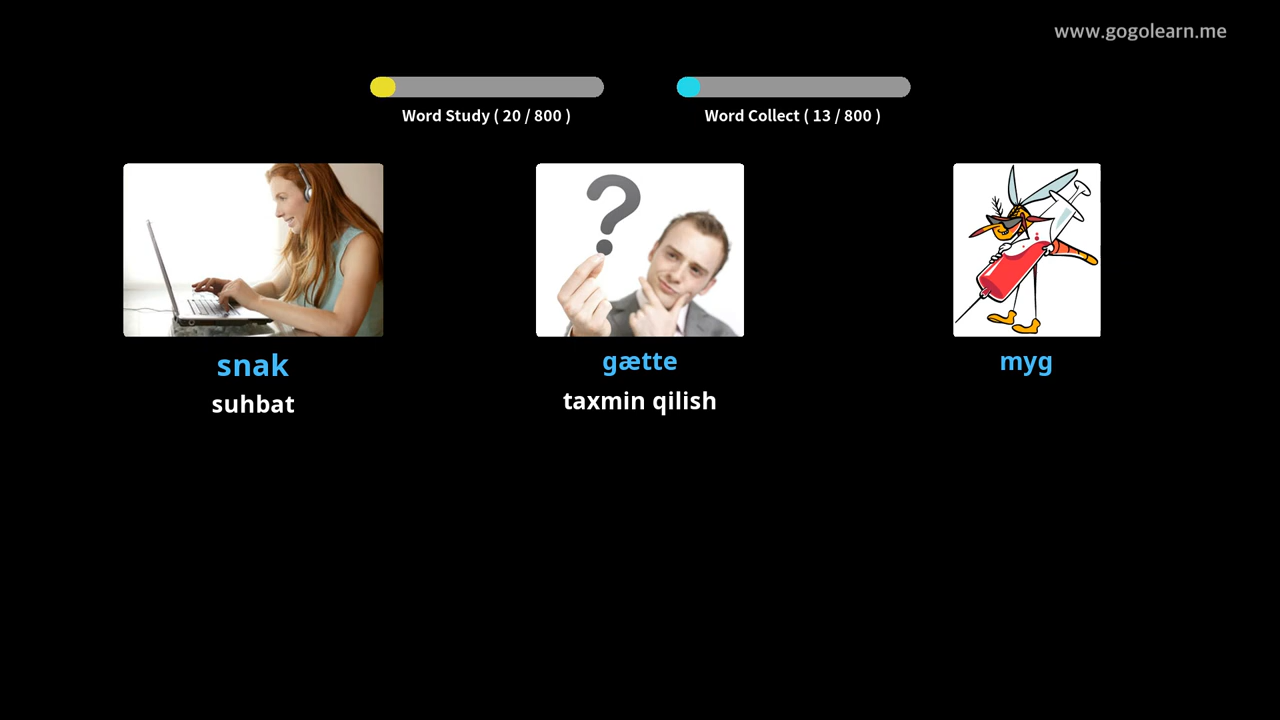 www.gogolearn.me
Word Study ( 20 / 800 )
Word Collect ( 13 / 800 )
snak
gætte
myg
suhbat
taxmin qilish